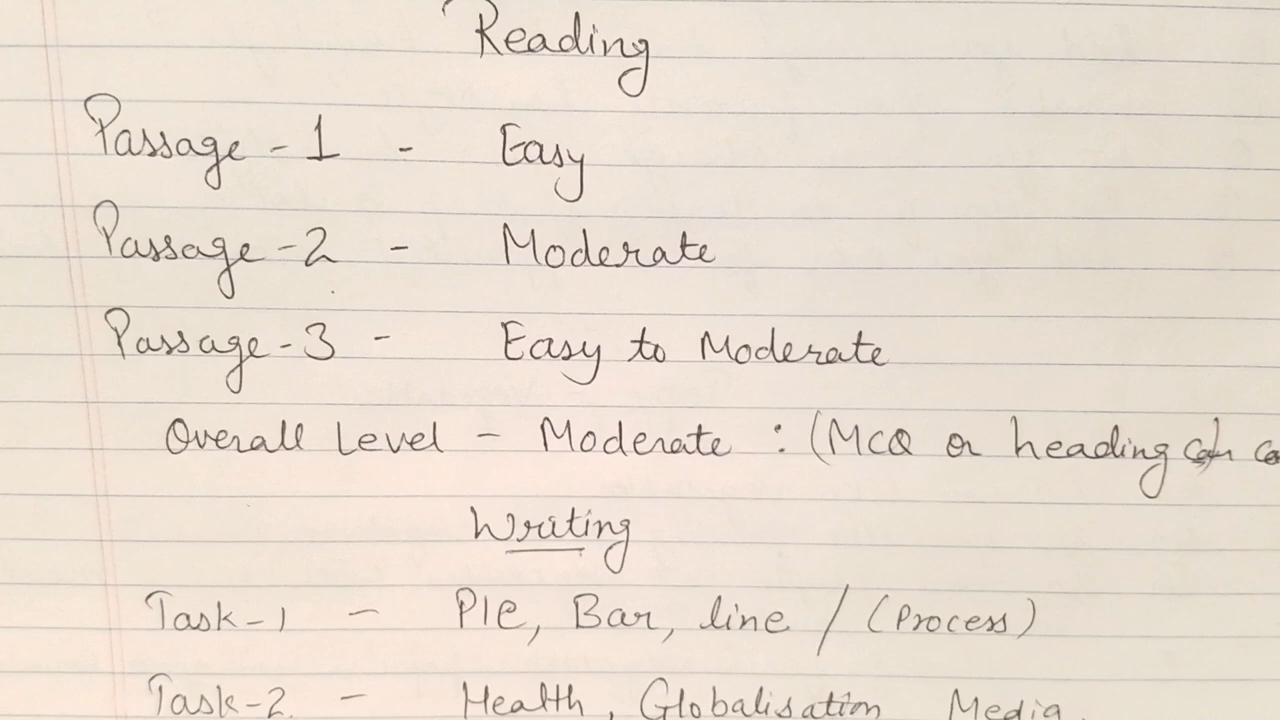 Reading
Passage - 1 - Easy
Passage - 2 - Moderate
Passage - 3 - Easy to Moderate
Overall Level - Moderate : (MCQ or heading
Writing
Task-1 - PIe, Bar, line / (Process)
Task-2. - Health, Globalisation Media,